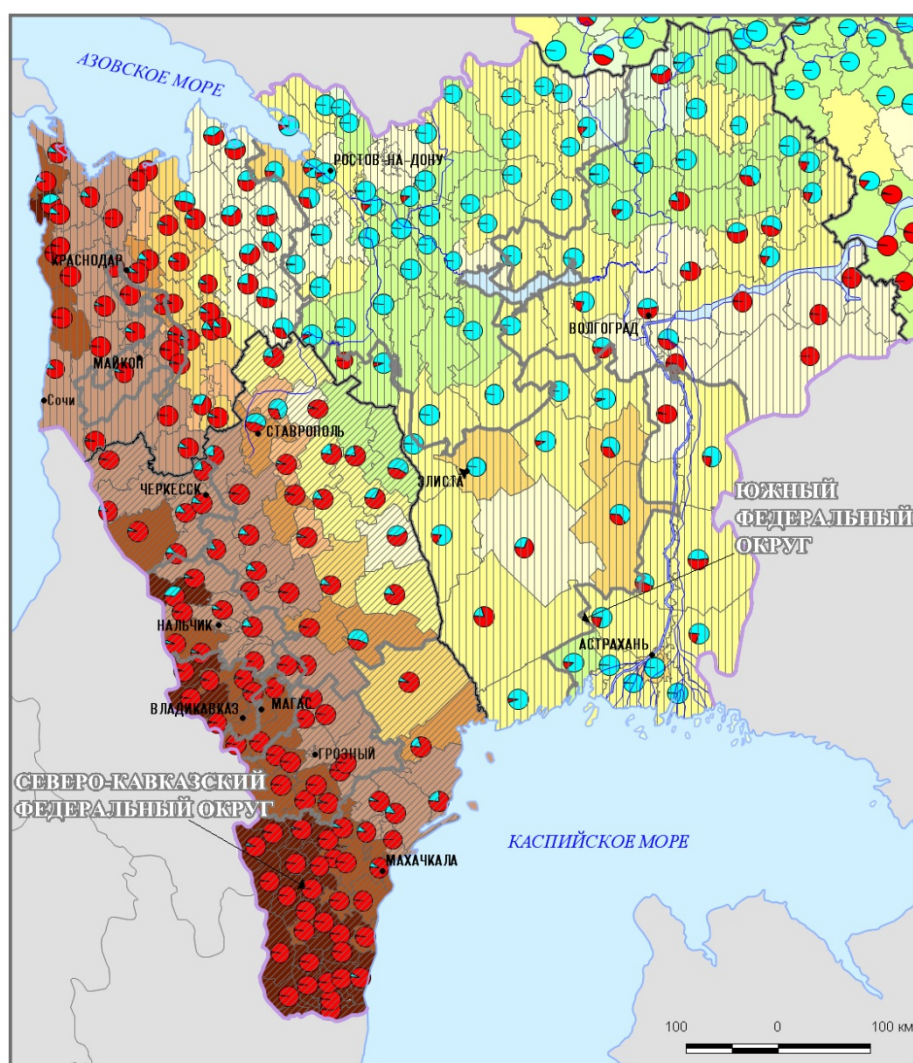 АЗОВСКОЕ МОРЕ
РОСТОВ-НА-ДОНУ
КРАСНОДАР
ВОЛГОГРАД
МАЙКОП
Сочи
СТАВРОПОЛЬ
ЭЛИСТА
ЧЕРКЕССК
ЮЖНЫЙ
ФЕДЕРАЛЬНЫЙ
ОКРУГ
НАЛЬЧИК
АСТРАХАНЬ
ВЛАДИКАВКАЗ
МАГАС
ГРОЗНЫЙ
СЕВЕРО-КАВКАЗСКИЙ
ФЕДЕРАЛЬНЫЙ ОКРУГ
КАСПИЙСКОЕ МОРЕ
МАХАЧКАЛА
100 0 100 км